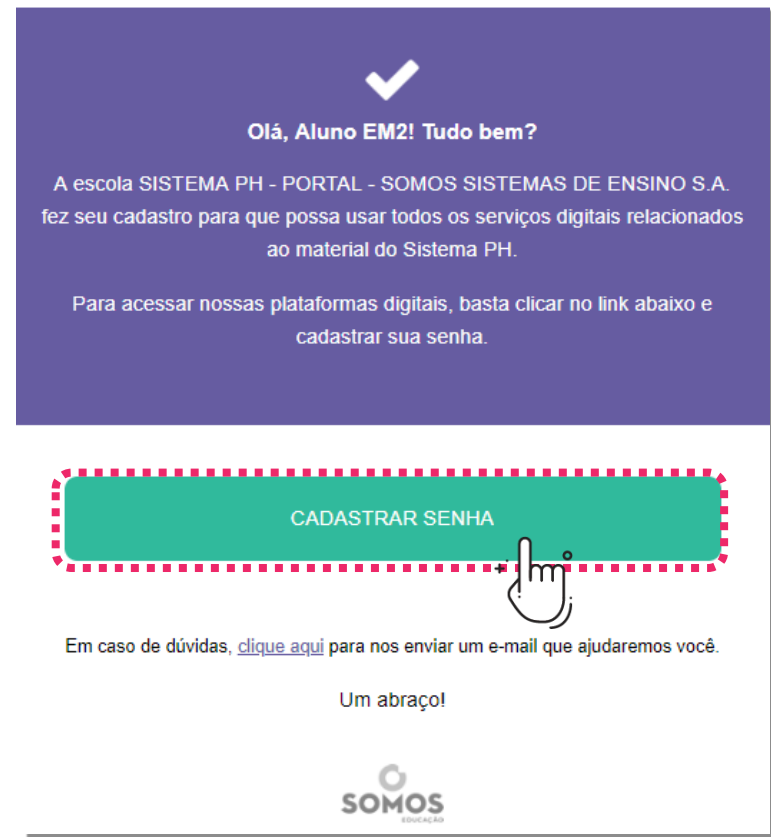 Olá, Aluno EM2! Tudo bem?
A escola SISTEMA PH - PORTAL - SOMOS SISTEMAS DE ENSINO S.A.
fez seu cadastro para que possa usar todos os serviços digitais relacionados
ao material do Sistema PH.
Para acessar nossas plataformas digitais, basta clicar no link abaixo e
cadastrar sua senha.
CADASTRAR SENHA
Em caso de dúvidas, clique aqui para nos enviar um e-mail que ajudaremos você.
Um abraço!
SOMOS
EDUCAÇÃO